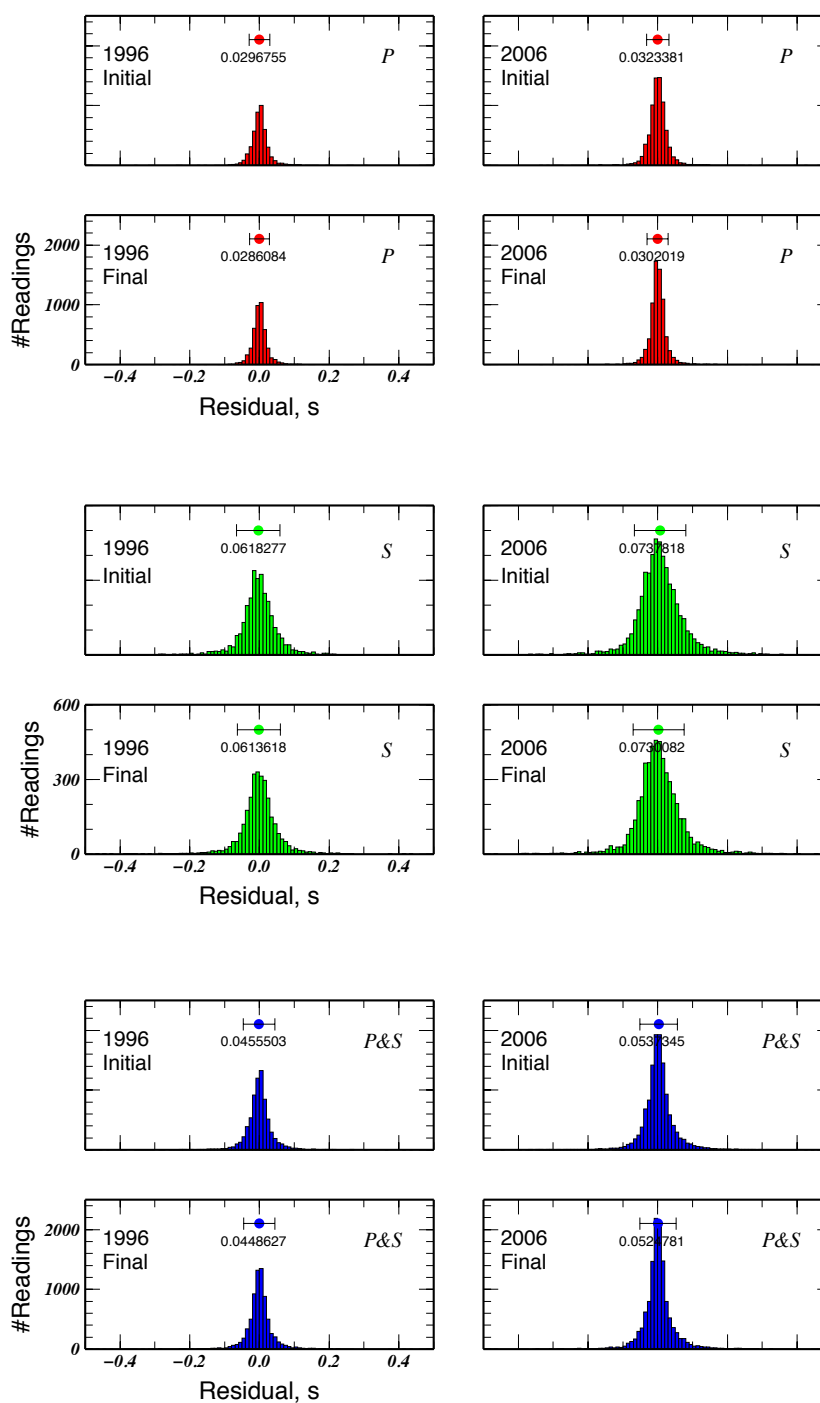 1996
Initial
P
0.0296755
2006
Initial
P
0.0323381
#Readings
2000
1000
0
1996
Final
P
0.0286084
−0.4 −0.2 0.0 0.2 0.4
Residual, s
2006
Final
P
0.0302019
1996
Initial
S
0.0618277
2006
Initial
S
0.0737818
#Readings
600
300
0
1996
Final
S
0.0613618
−0.4 −0.2 0.0 0.2 0.4
Residual, s
2006
Final
S
0.0730082
1996
Initial
P&S
0.0455503
2006
Initial
P&S
#Readings
2000
1000
0
1996
Final
P&S
0.0448627
−0.4 −0.2 0.0 0.2 0.4
Residual, s
2006
Final
P&S